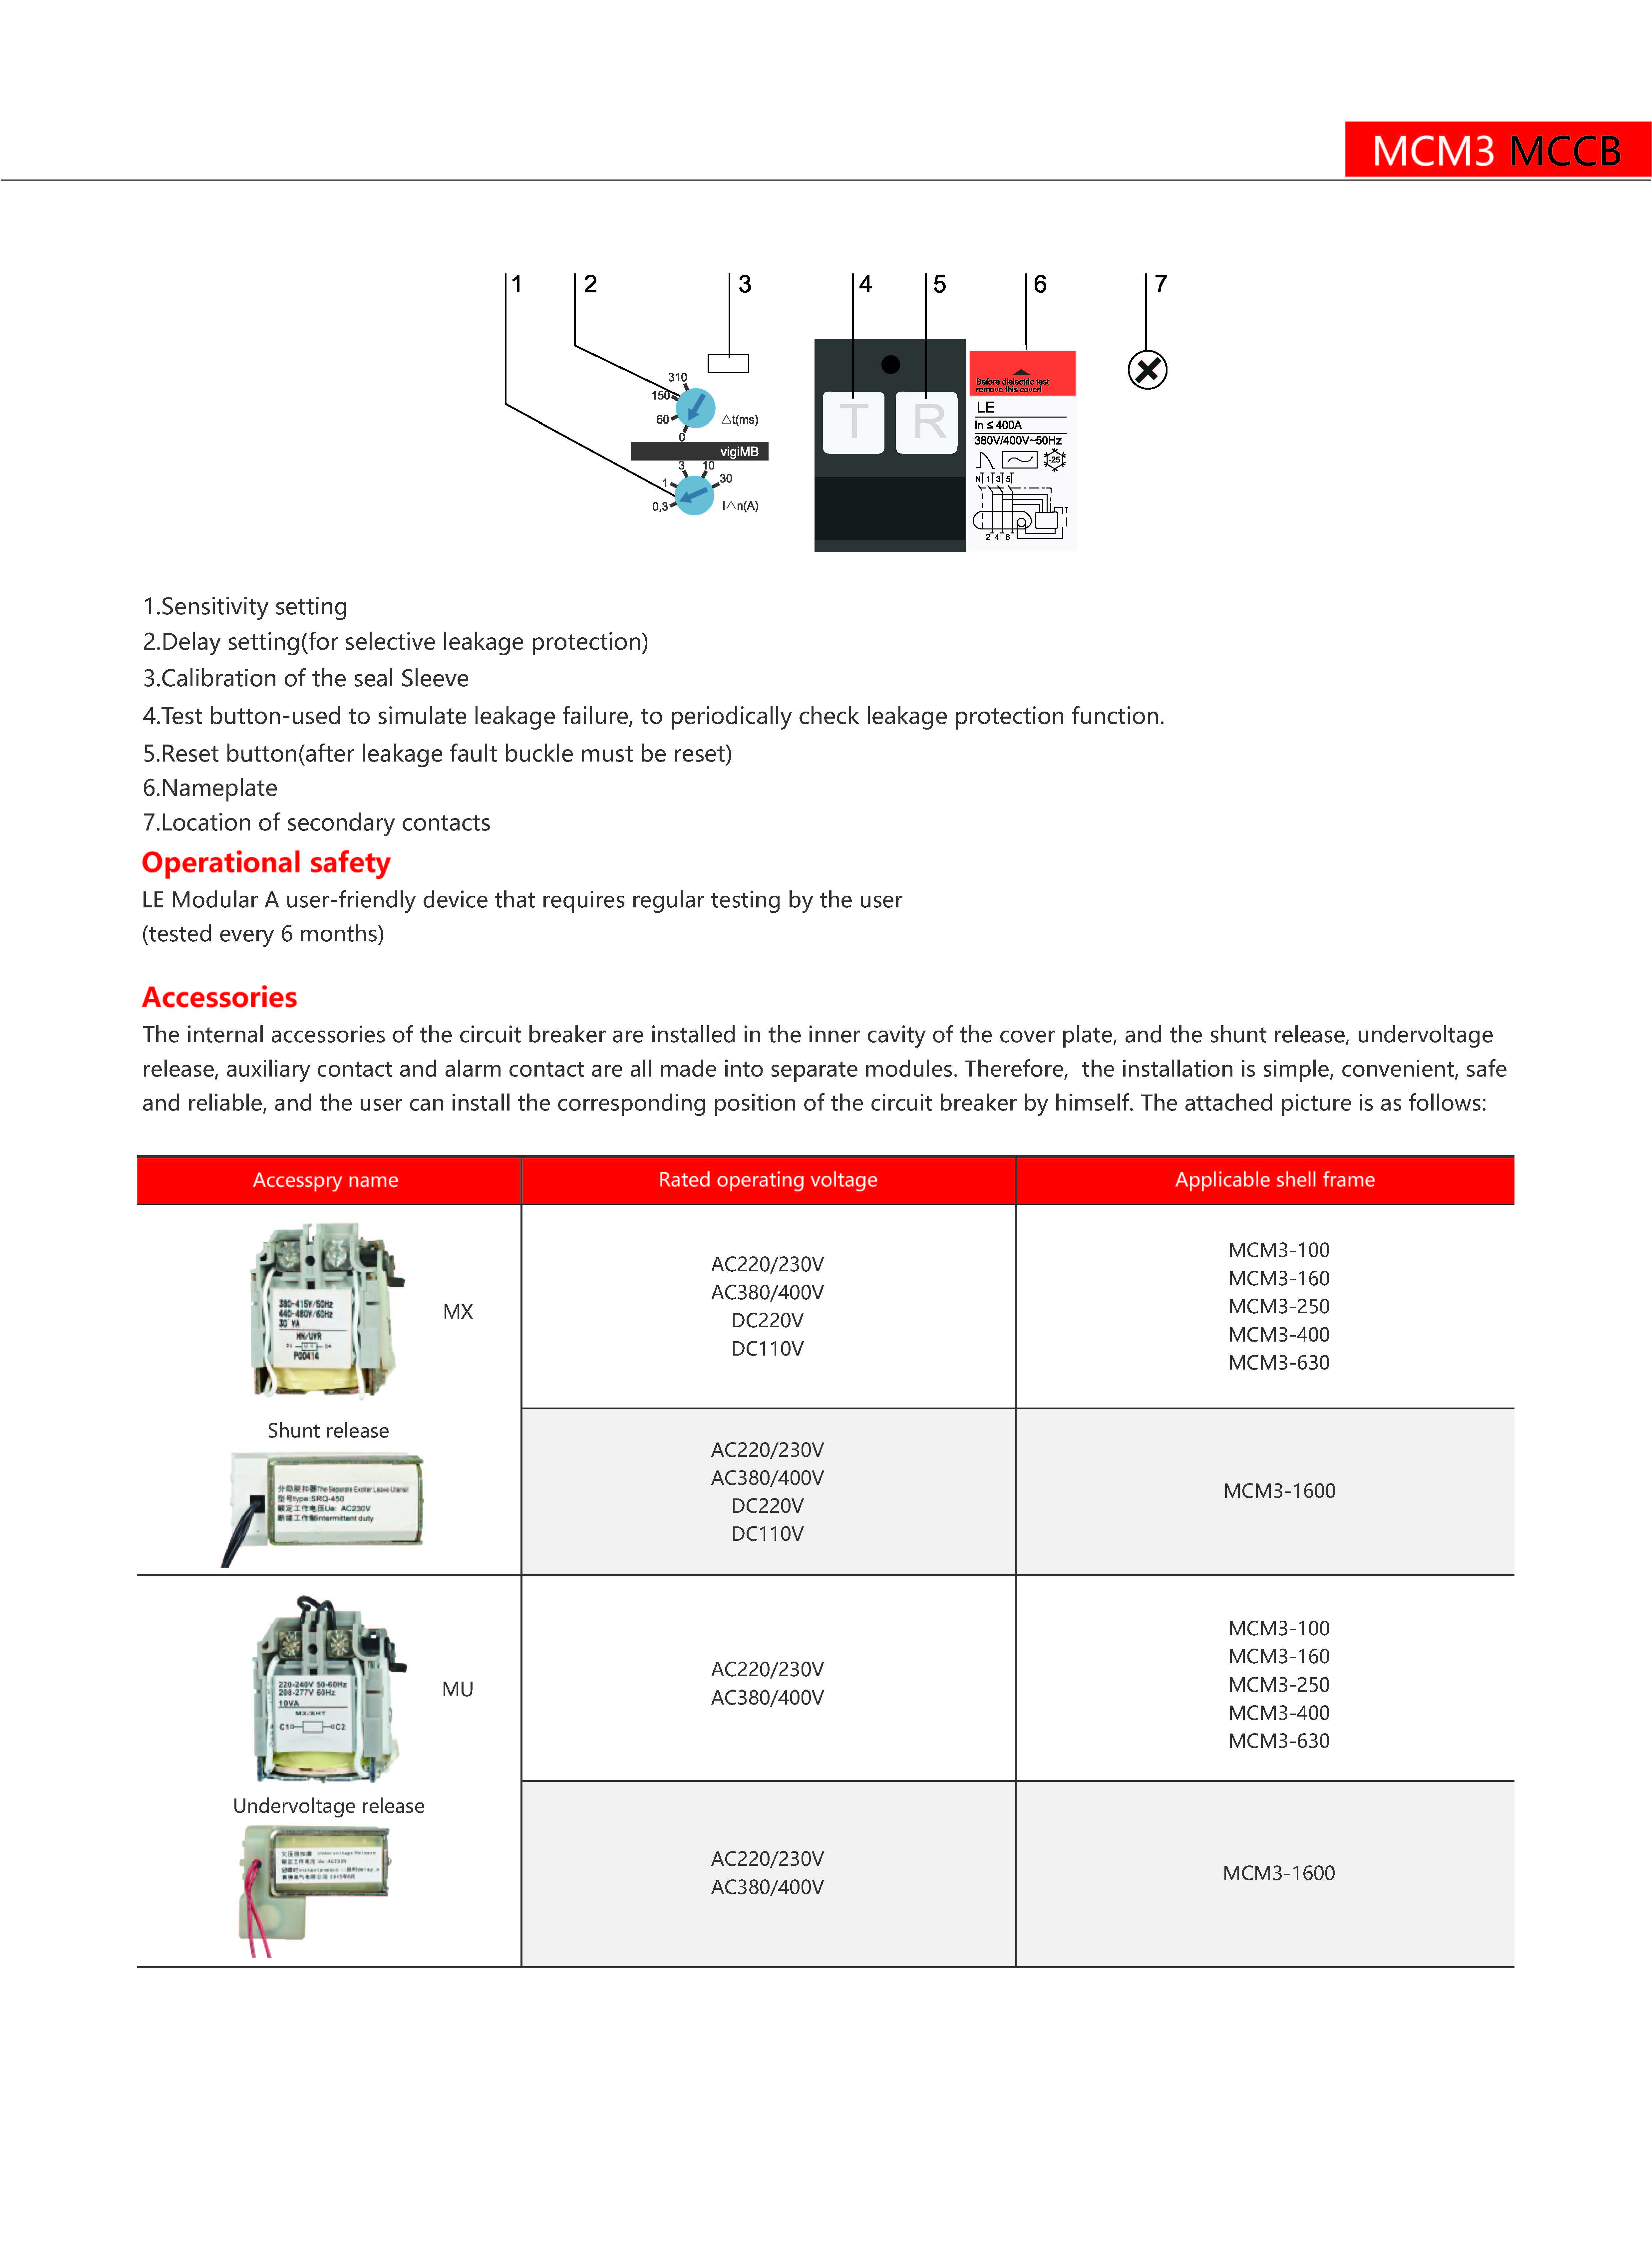 MCM3 MCCB
1 2 3 4 5 6 7
310
150
60
0
△t(ms)
vigiMB
3 10
1
30
0,3
I△n(A)
T R
Before dielectric test
remove this cover!
LE
In ≤ 400A
380V/400V~50Hz
-25
N 1 3 5
T
2 4 6
1.Sensitivity setting
2.Delay setting(for selective leakage protection)
3.Calibration of the seal Sleeve
4.Test button-used to simulate leakage failure, to periodically check leakage protection function.
5.Reset button(after leakage fault buckle must be reset)
6.Nameplate
7.Location of secondary contacts
Operational safety
LE Modular A user-friendly device that requires regular testing by the user
(tested every 6 months)
Accessories
The internal accessories of the circuit breaker are installed in the inner cavity of the cover plate, and the shunt release, undervoltage
release, auxiliary contact and alarm contact are all made into separate modules. Therefore, the installation is simple, convenient, safe
and reliable, and the user can install the corresponding position of the circuit breaker by himself. The attached picture is as follows:
Accesspry name Rated operating voltage Applicable shell frame
380-415V/50Hz
440-480V/60Hz
30 VA
MN/UVR
D1 U < D4
P00414
MX
AC220/230V
AC380/400V
DC220V
DC110V
MCM3-100
MCM3-160
MCM3-250
MCM3-400
MCM3-630
Shunt release
分励脱扣器The Separate Exciter Leave Utensil
型号type:SRQ-450
额定工作电压Ue: AC230V
断续工作制intermittent duty
AC220/230V
AC380/400V
DC220V
DC110V
MCM3-1600
220-240V 50-60Hz
208-277V 60Hz
10VA
MX/SHT
C1 C2
MU
AC220/230V
AC380/400V
MCM3-100
MCM3-160
MCM3-250
MCM3-400
MCM3-630
Undervoltage release
欠压脱扣器 Undervoltage Release
额定工作电压 Ue:AC230V
AC220/230V
AC380/400V
MCM3-1600